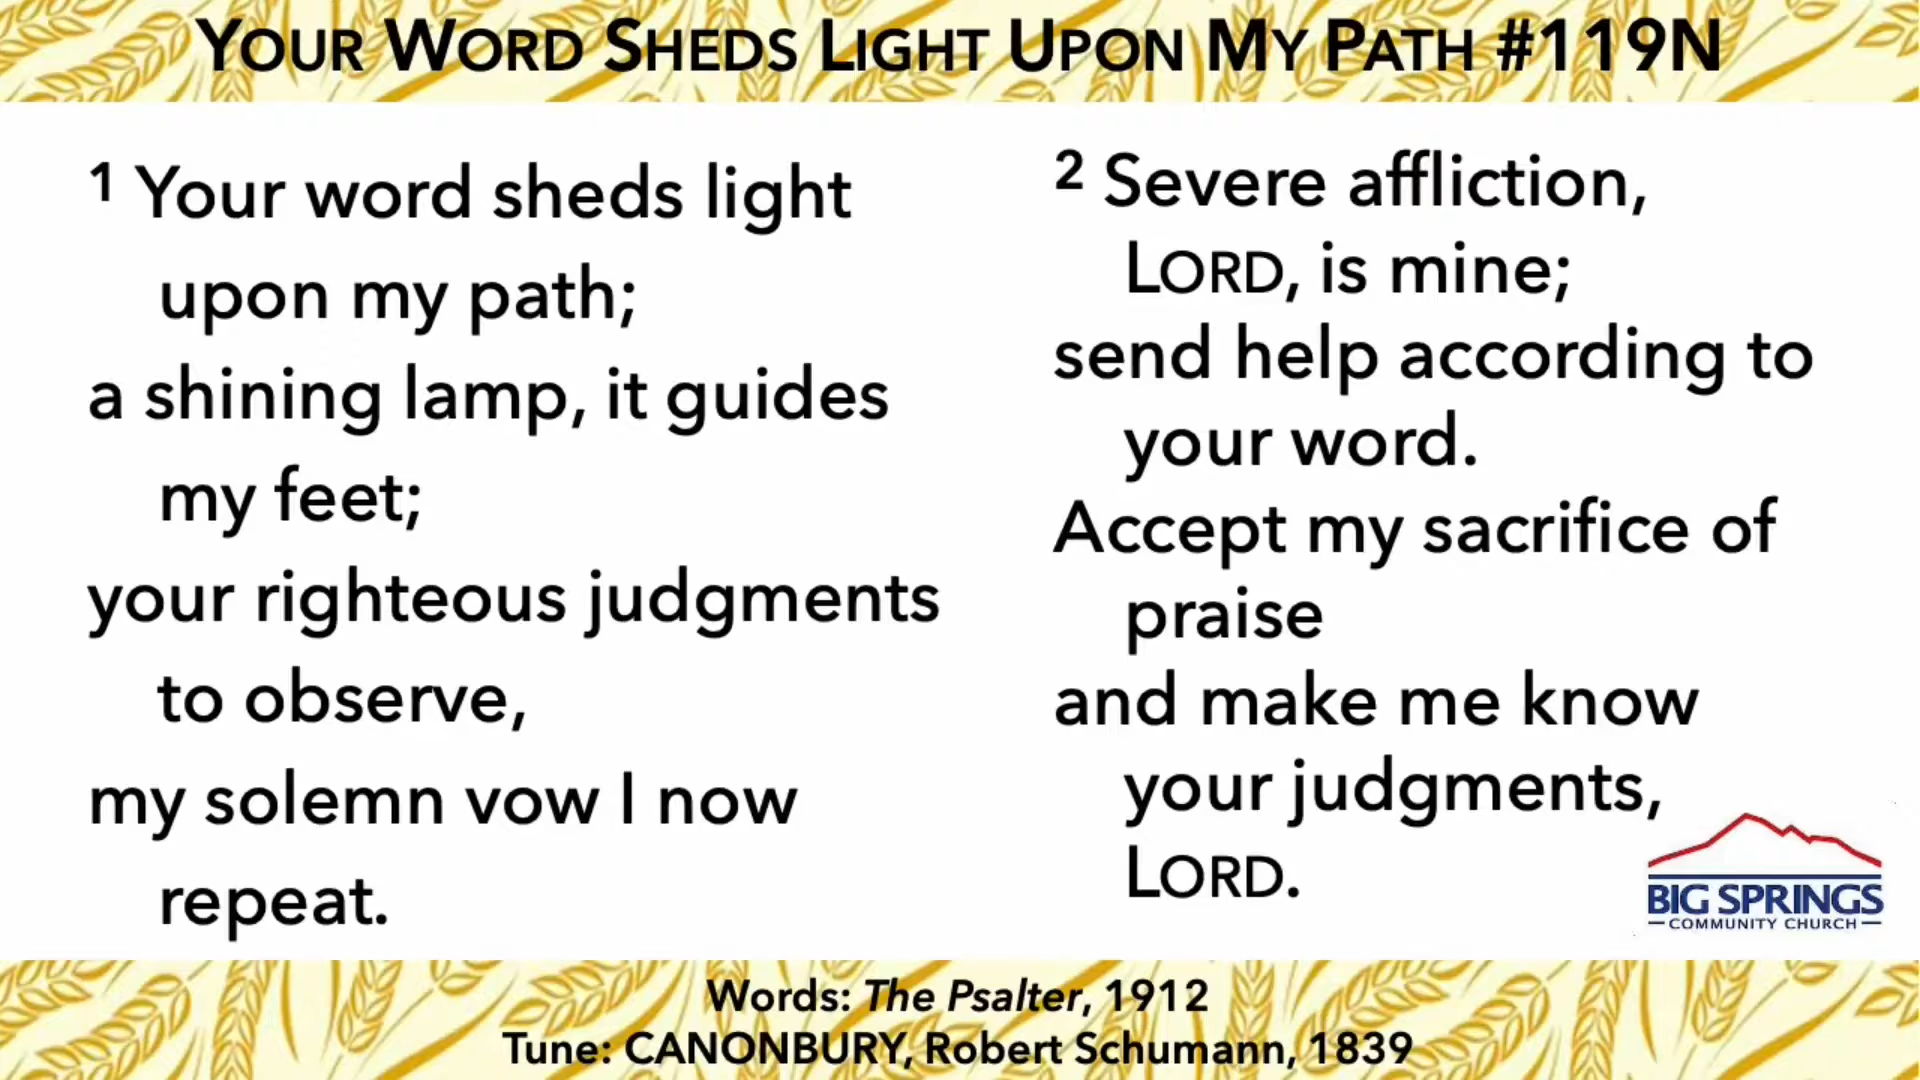 YOUR WORD SHEDS LIGHT UPON MY PATH #119N
1 Your word sheds light
upon my path;
a shining lamp, it guides
my feet;
your righteous judgments
to observe,
my solemn vow I now
repeat.
2 Severe affliction,
LORD, is mine;
send help according to
your word.
Accept my sacrifice of
praise
and make me know
your judgments,
LORD.
BIG SPRINGS
COMMUNITY CHURCH
Words: The Psalter, 1912
Tune: CANONBURY, Robert Schumann, 1839